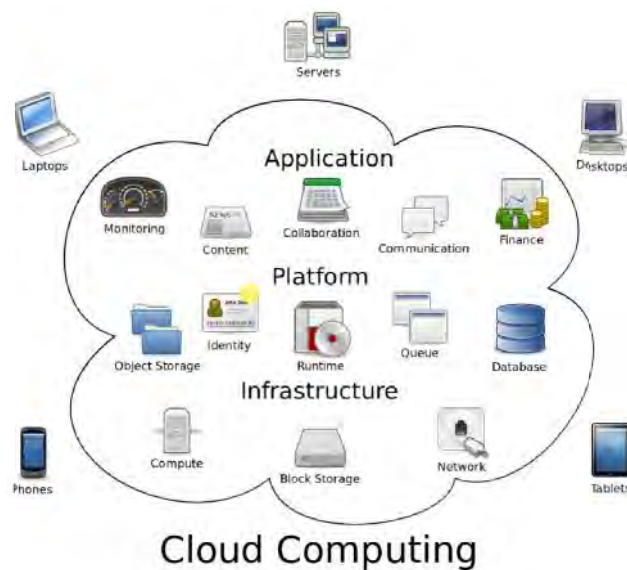 Servers
Laptops
Desktops
Application
Monitoring
Content
Collaboration
Communication
Finance
Platform
Object Storage
Identity
Runtime
Queue
Database
Infrastructure
Compute
Block Storage
Network
Phones
Tablets
Cloud Computing